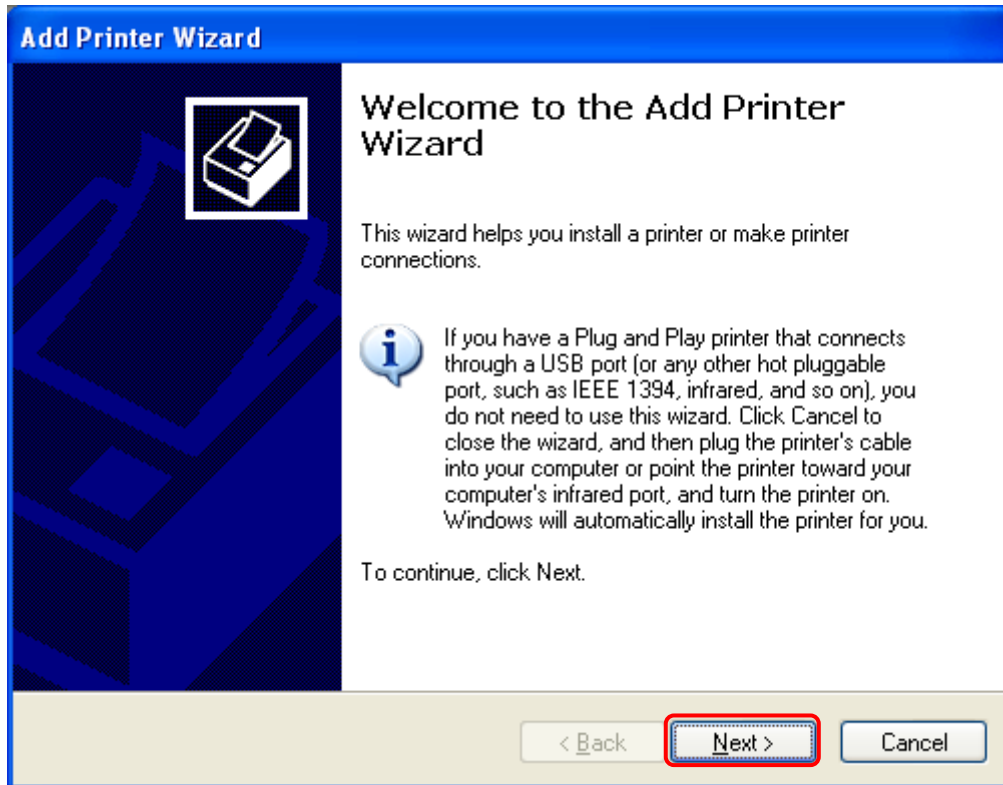 Add Printer Wizard
Welcome to the Add Printer
Wizard
This wizard helps you install a printer or make printer
connections.
If you have a Plug and Play printer that connects
through a USB port (or any other hot pluggable
port, such as IEEE 1394, infrared, and so on), you
do not need to use this wizard. Click Cancel to
close the wizard, and then plug the printer's cable
into your computer or point the printer toward your
computer's infrared port, and turn the printer on.
Windows will automatically install the printer for you.
To continue, click Next.
< Back Next > Cancel